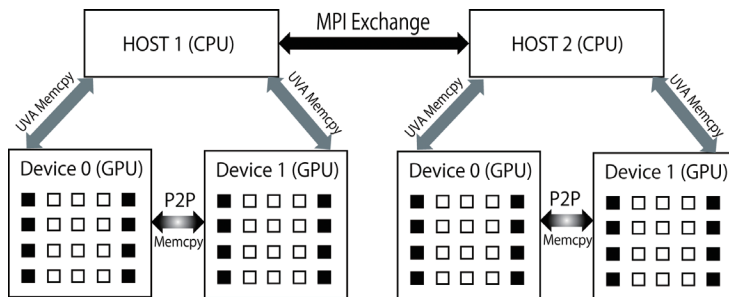 MPI Exchange
HOST 1 (CPU)
HOST 2 (CPU)
UVA Memcpy
UVA Memcpy
UVA Memcpy
UVA Memcpy
Device 0 (GPU)
Device 1 (GPU)
Device 0 (GPU)
Device 1 (GPU)
P2P
Memcpy
P2P
Memcpy